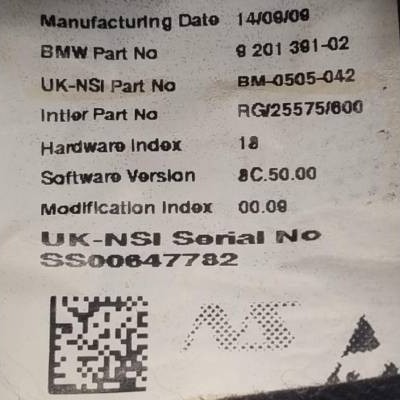 Manufacturing Date 14/09/09
BMW Part No 9 201 391-02
UK-NSI Part No BM-0505-042
Intier Part No RG/25575/600
Hardware Index 18
Software Version 8C.50.00
Modification Index 00.09
UK-NSI Serial No
SS00647782